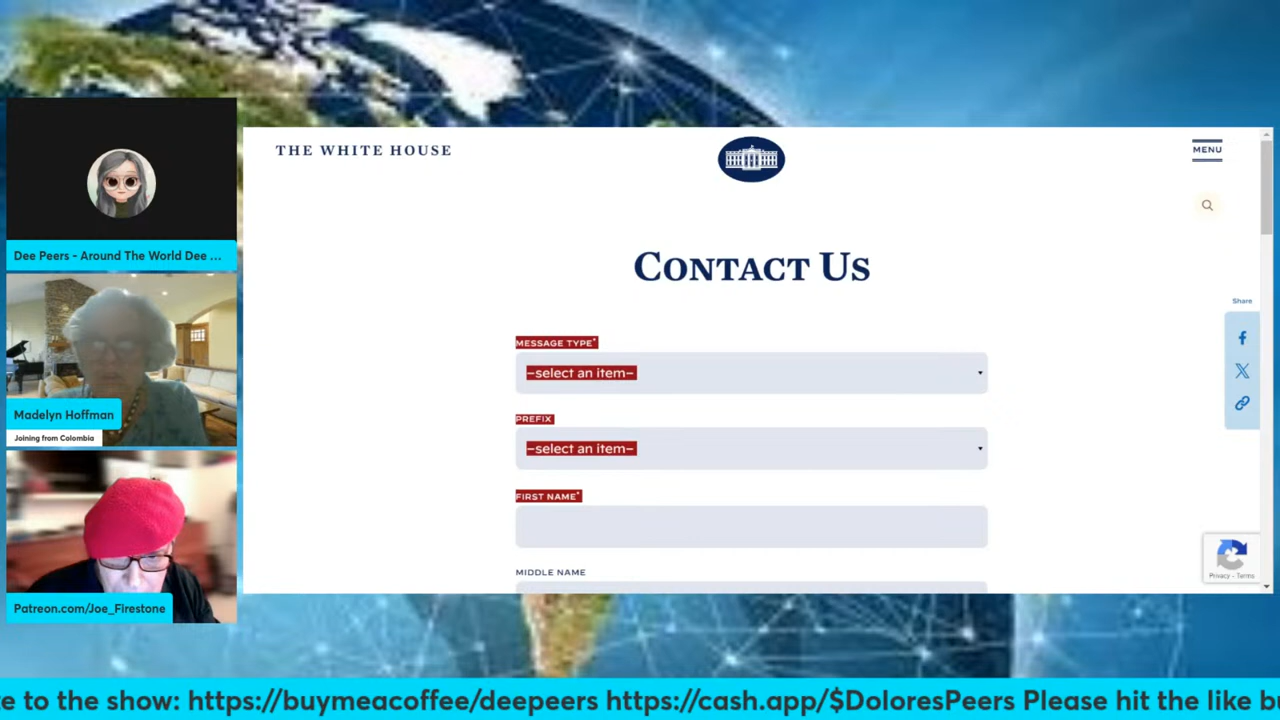 THE WHITE HOUSE
MENU
CONTACT US
Share
MESSAGE TYPE*
–select an item–
PREFIX
–select an item–
FIRST NAME*
MIDDLE NAME
Privacy - Terms
Dee Peers - Around The World Dee ...
Madelyn Hoffman
Joining from Colombia
Patreon.com/Joe_Firestone
to the show: https://buymeacoffee/deepeers https://cash.app/$DoloresPeers Please hit the like